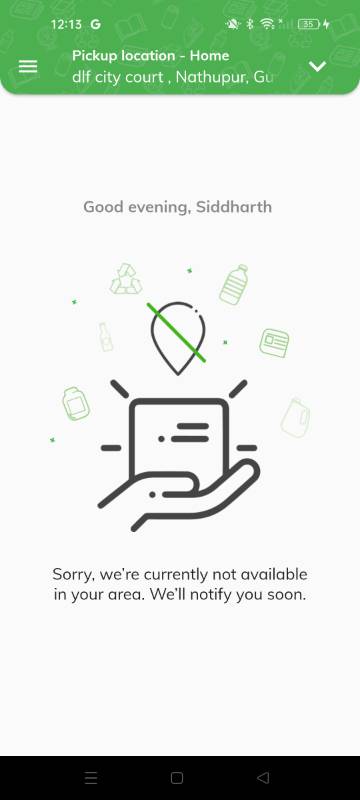 12:13 G
35
Pickup location - Home
dlf city court , Nathupur, Gu
Good evening, Siddharth
Sorry, we're currently not available
in your area. We'll notify you soon.